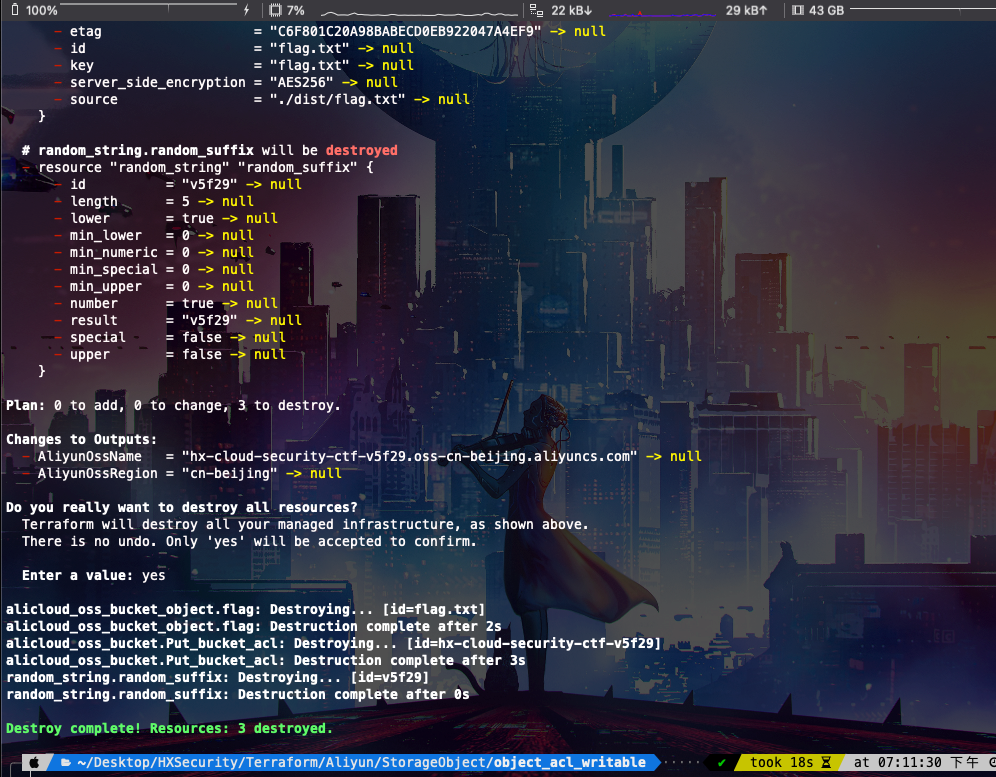 100% 7% 22 kB↓ 29 kB↑ 43 GB
- etag = "C6F801C20A98BABECD0EB922047A4EF9" -> null
- id = "flag.txt" -> null
- key = "flag.txt" -> null
- server_side_encryption = "AES256" -> null
- source = "./dist/flag.txt" -> null
}
# random_string.random_suffix will be destroyed
- resource "random_string" "random_suffix" {
- id = "v5f29" -> null
- length = 5 -> null
- lower = true -> null
- min_lower = 0 -> null
- min_numeric = 0 -> null
- min_special = 0 -> null
- min_upper = 0 -> null
- number = true -> null
- result = "v5f29" -> null
- special = false -> null
- upper = false -> null
}
Plan: 0 to add, 0 to change, 3 to destroy.
Changes to Outputs:
- AliyunOssName = "hx-cloud-security-ctf-v5f29.oss-cn-beijing.aliyuncs.com" -> null
- AliyunOssRegion = "cn-beijing" -> null
Do you really want to destroy all resources?
Terraform will destroy all your managed infrastructure, as shown above.
There is no undo. Only 'yes' will be accepted to confirm.
Enter a value: yes
alicloud_oss_bucket_object.flag: Destroying... [id=flag.txt]
alicloud_oss_bucket_object.flag: Destruction complete after 2s
alicloud_oss_bucket.Put_bucket_acl: Destroying... [id=hx-cloud-security-ctf-v5f29]
alicloud_oss_bucket.Put_bucket_acl: Destruction complete after 3s
random_string.random_suffix: Destroying... [id=v5f29]
random_string.random_suffix: Destruction complete after 0s
Destroy complete! Resources: 3 destroyed.
~/Desktop/HXSecurity/Terraform/Aliyun/StorageObject/object_acl_writable ✔ took 18s at 07:11:30 下午